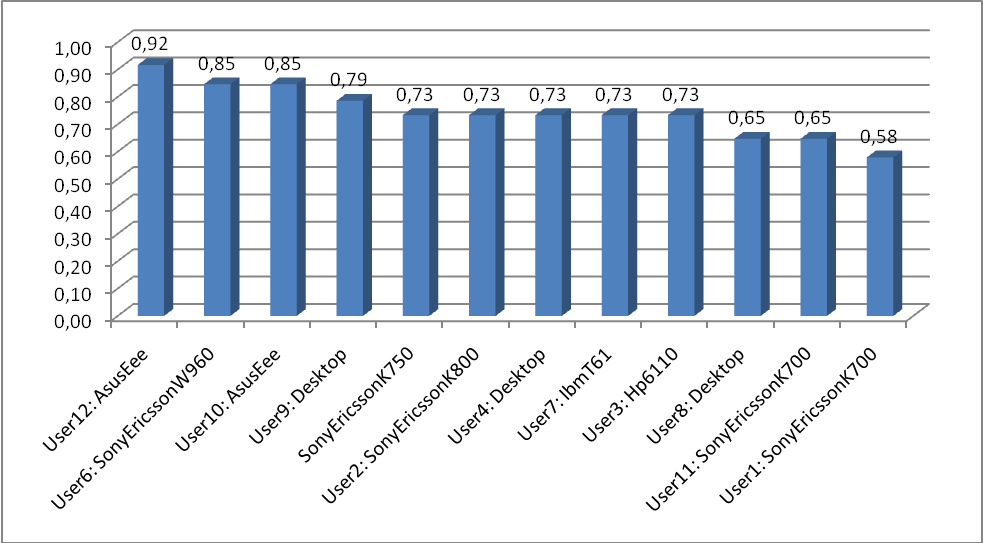 1,00
0,90
0,80
0,70
0,60
0,50
0,40
0,30
0,20
0,10
0,00
0,92
0,85
0,85
0,79
0,73
0,73
0,73
0,73
0,73
0,65
0,65
0,58
User12: AsusEee
User6: SonyEricssonW960
User10: AsusEee
User9: Desktop
SonyEricssonK750
User2: SonyEricssonK800
User4: Desktop
User7: IbmT61
User3: Hp6110
User8: Desktop
User11: SonyEricssonK700
User1: SonyEricssonK700